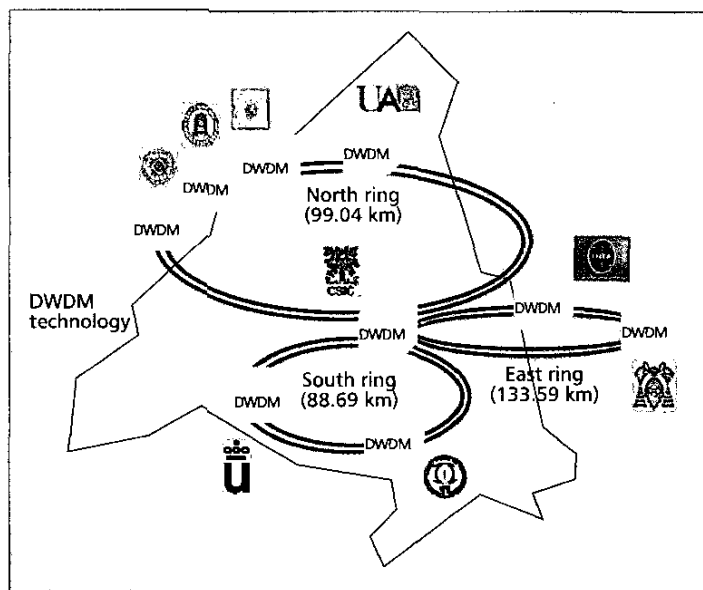 UA
DWDM
DWDM
DWDM
North ring
(99.04 km)
DWDM
CSIC
DWDM
technology
DWDM
DWDM
DWDM
South ring
(88.69 km)
East ring
(133.59 km)
DWDM
DWDM
u